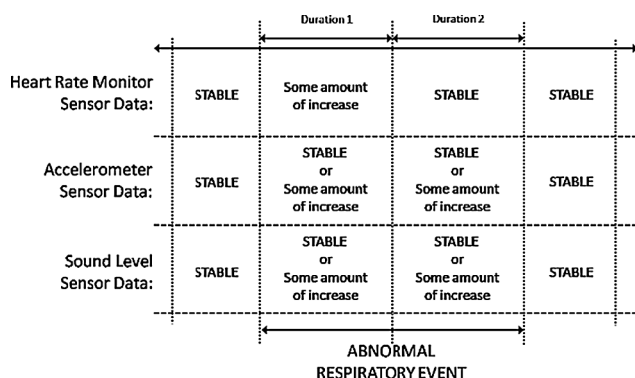 Duration 1 Duration 2
Heart Rate Monitor
Sensor Data:
STABLE
Some amount
of increase
STABLE
STABLE
Accelerometer
Sensor Data:
STABLE
STABLE
or
Some amount
of increase
STABLE
or
Some amount
of increase
STABLE
Sound Level
Sensor Data:
STABLE
STABLE
or
Some amount
of increase
STABLE
or
Some amount
of increase
STABLE
ABNORMAL
RESPIRATORY EVENT